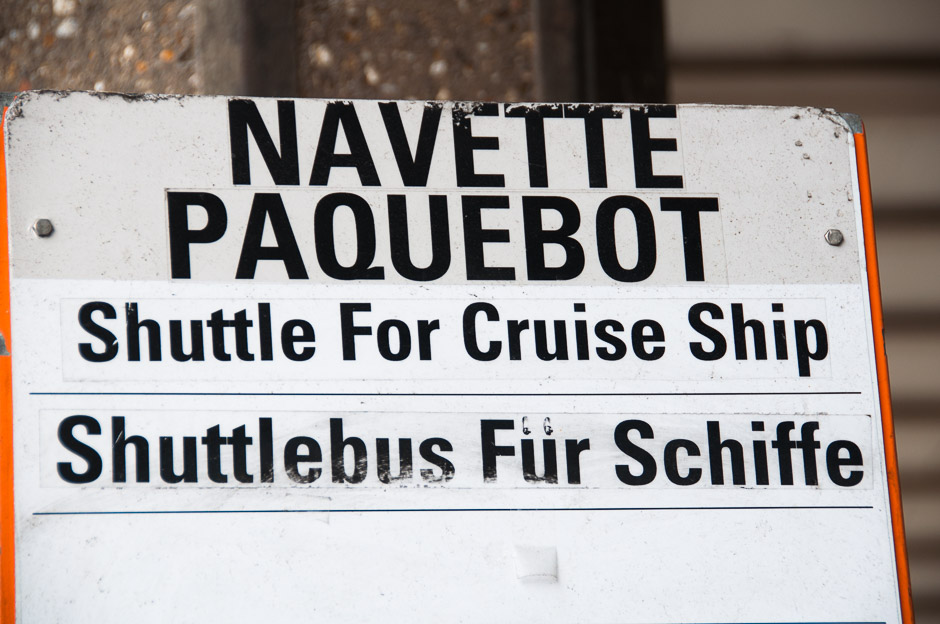 NAVETTE
PAQUEBOT
Shuttle For Cruise Ship
Shuttlebus Für Schiffe